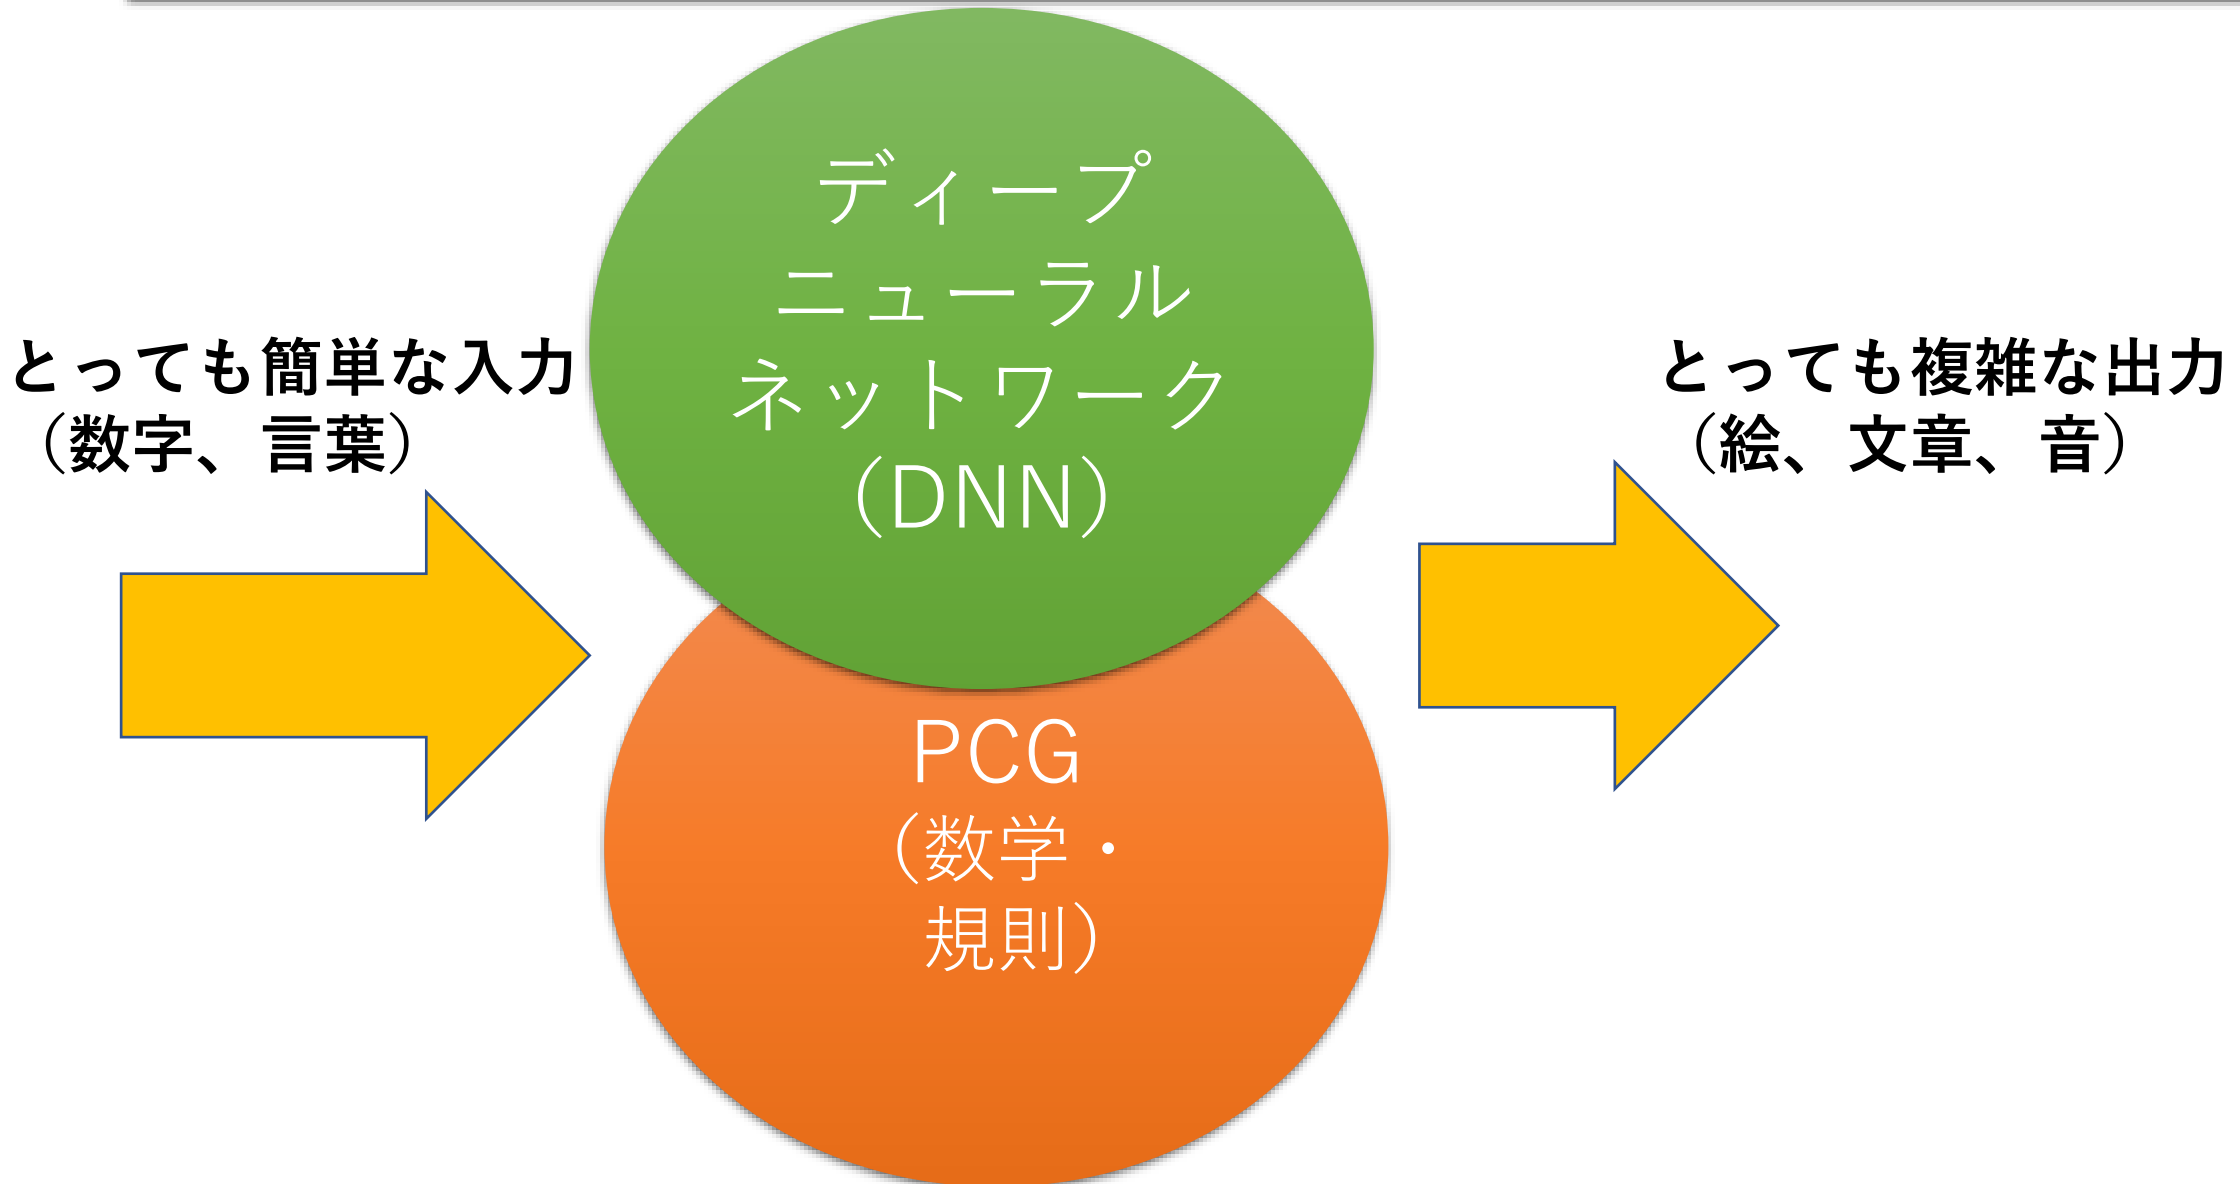 とっても簡単な入力
（数字、言葉）
ディープ
ニューラル
ネットワーク
（DNN）
PCG
（数学・
規則）
とっても複雑な出力
（絵、文章、音）